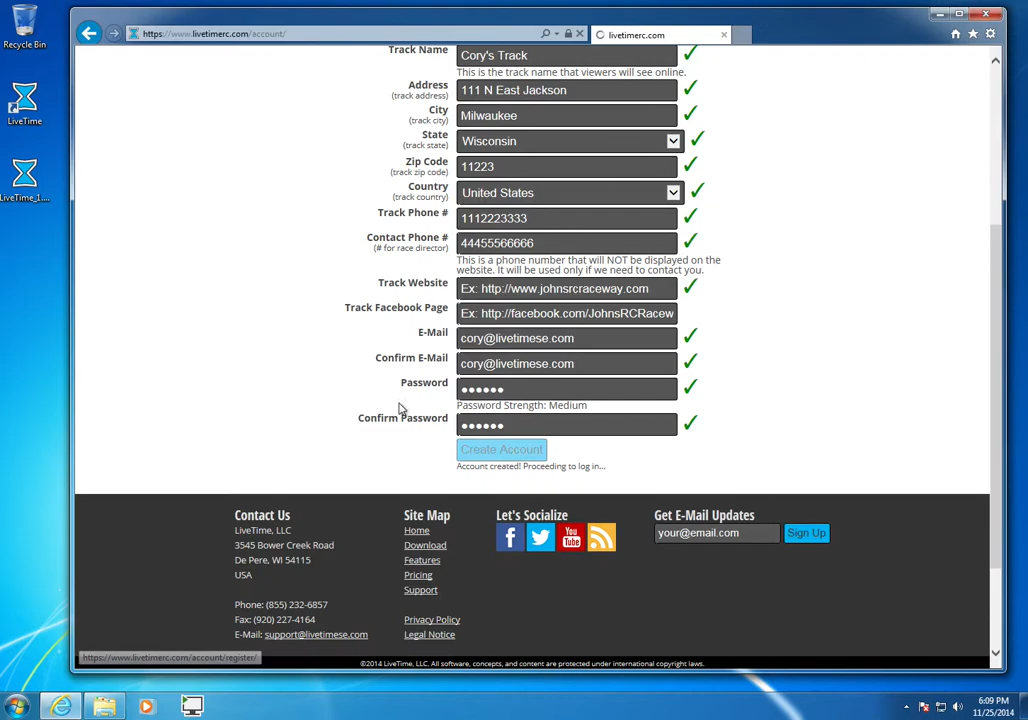 Recycle Bin
LiveTime
LiveTime_1....
https://www.livetimerc.com/account/
livetimerc.com
Track Name
Cory's Track
This is the track name that viewers will see online.
Address
(track address)
111 N East Jackson
City
(track city)
Milwaukee
State
(track state)
Wisconsin
Zip Code
(track zip code)
11223
Country
(track country)
United States
Track Phone #
1112223333
Contact Phone #
(# for race director)
44455566666
This is a phone number that will NOT be displayed on the
website. It will be used only if we need to contact you.
Track Website
Ex: http://www.johnsrcraceway.com
Track Facebook Page
Ex: http://facebook.com/JohnsRCRacew
E-Mail
cory@livetimese.com
Confirm E-Mail
cory@livetimese.com
Password
••••••
Password Strength: Medium
Confirm Password
••••••
Create Account
Account created! Proceeding to log in...
Contact Us
LiveTime, LLC
3545 Bower Creek Road
De Pere, WI 54115
USA
Phone: (855) 232-6857
Fax: (920) 227-4164
E-Mail: support@livetimese.com
Site Map
Home
Download
Features
Pricing
Support
Privacy Policy
Legal Notice
Let's Socialize
f
You
Tube
Get E-Mail Updates
your@email.com
Sign Up
https://www.livetimerc.com/account/register/
©2014 LiveTime, LLC. All software, concepts, and content are protected under international copyright laws.
6:09 PM
11/25/2014